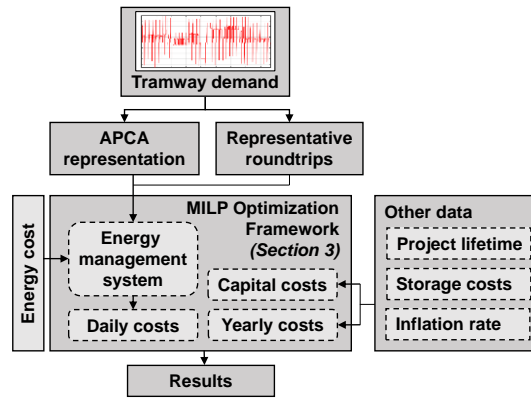 Tramway demand
APCA
representation
Representative
roundtrips
Energy cost
MILP Optimization
Framework
(Section 3)
Energy
management
system
Capital costs
Daily costs
Yearly costs
Other data
Project lifetime
Storage costs
Inflation rate
Results